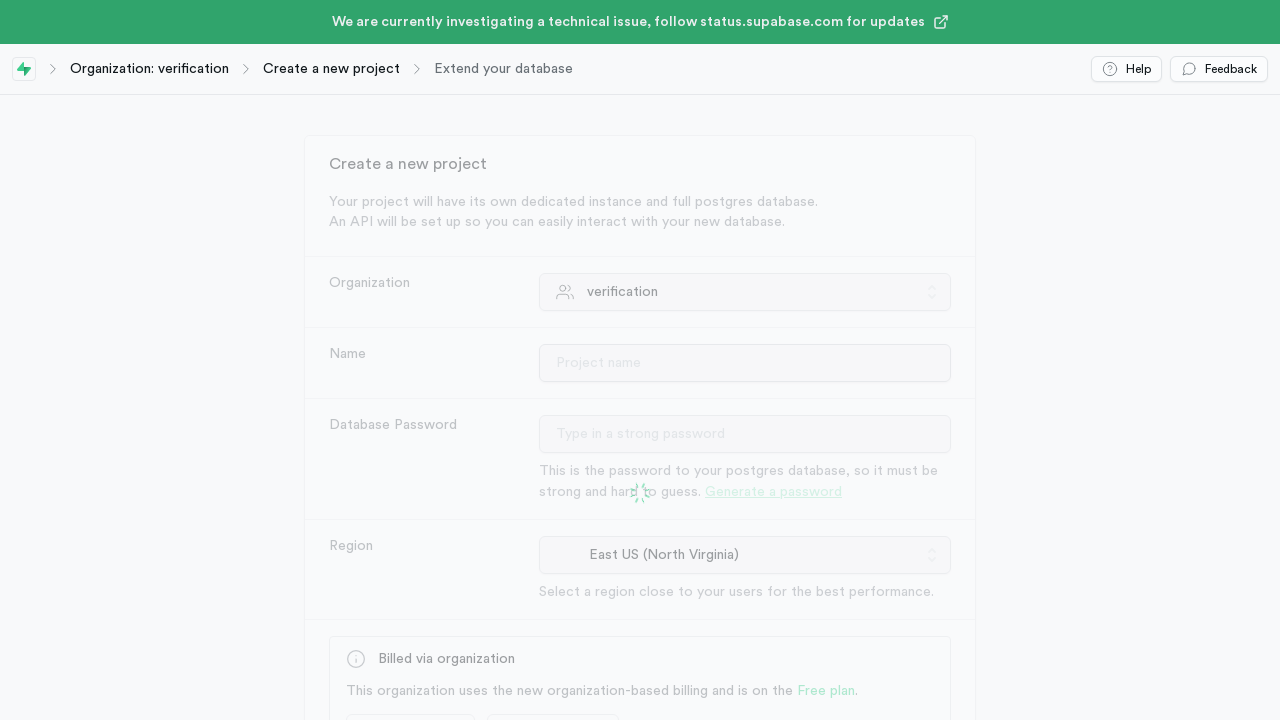 We are currently investigating a technical issue, follow status.supabase.com for updates
Organization: verification
Create a new project
Extend your database
Help
Feedback
Create a new project
Your project will have its own dedicated instance and full postgres database.
An API will be set up so you can easily interact with your new database.
Organization
verification
Name
Project name
Database Password
Type in a strong password
This is the password to your postgres database, so it must be
strong and hard to guess. Generate a password
Region
East US (North Virginia)
Select a region close to your users for the best performance.
Billed via organization
This organization uses the new organization-based billing and is on the Free plan.